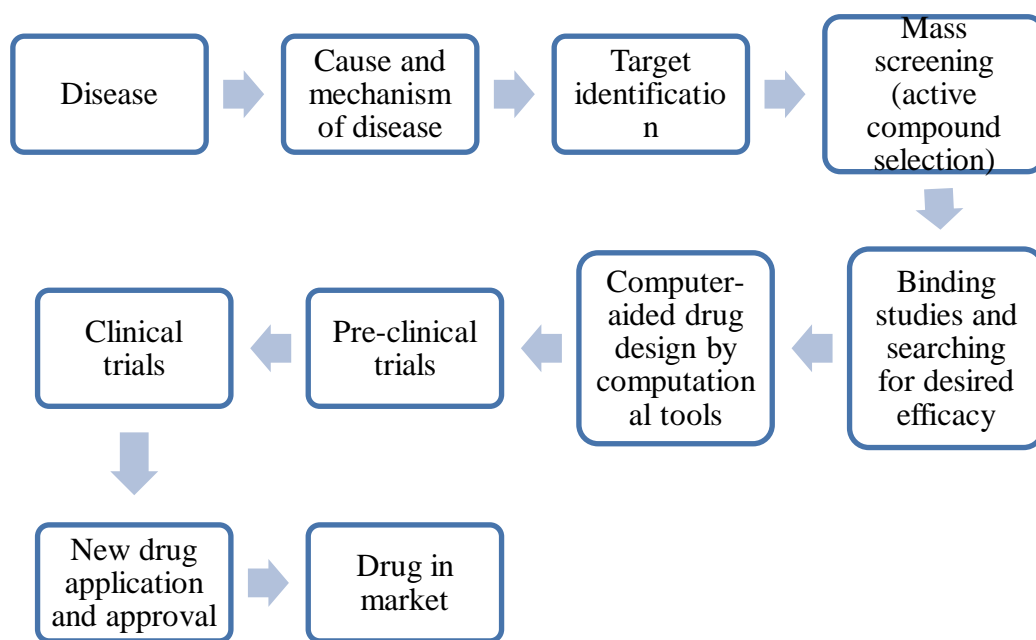 Disease
Cause and
mechanism
of disease
Target
identificatio
n
Mass
screening
(active
compound
selection)
Binding
studies and
searching
for desired
efficacy
Computer-
aided drug
design by
computation
al tools
Pre-clinical
trials
Clinical
trials
New drug
application
and approval
Drug in
market